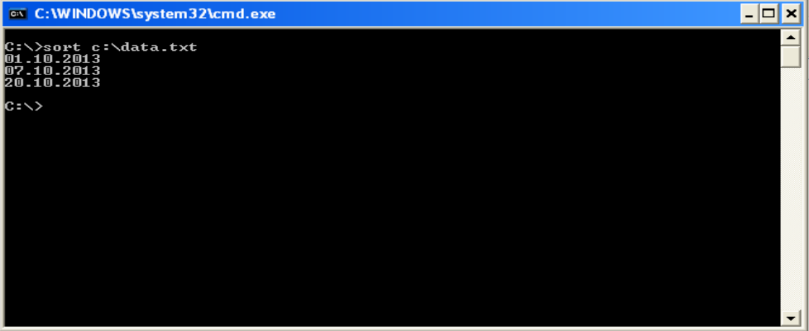 C:\WINDOWS\system32\cmd.exe
C:\>sort c:\data.txt
01.10.2013
07.10.2013
20.10.2013
C:\>